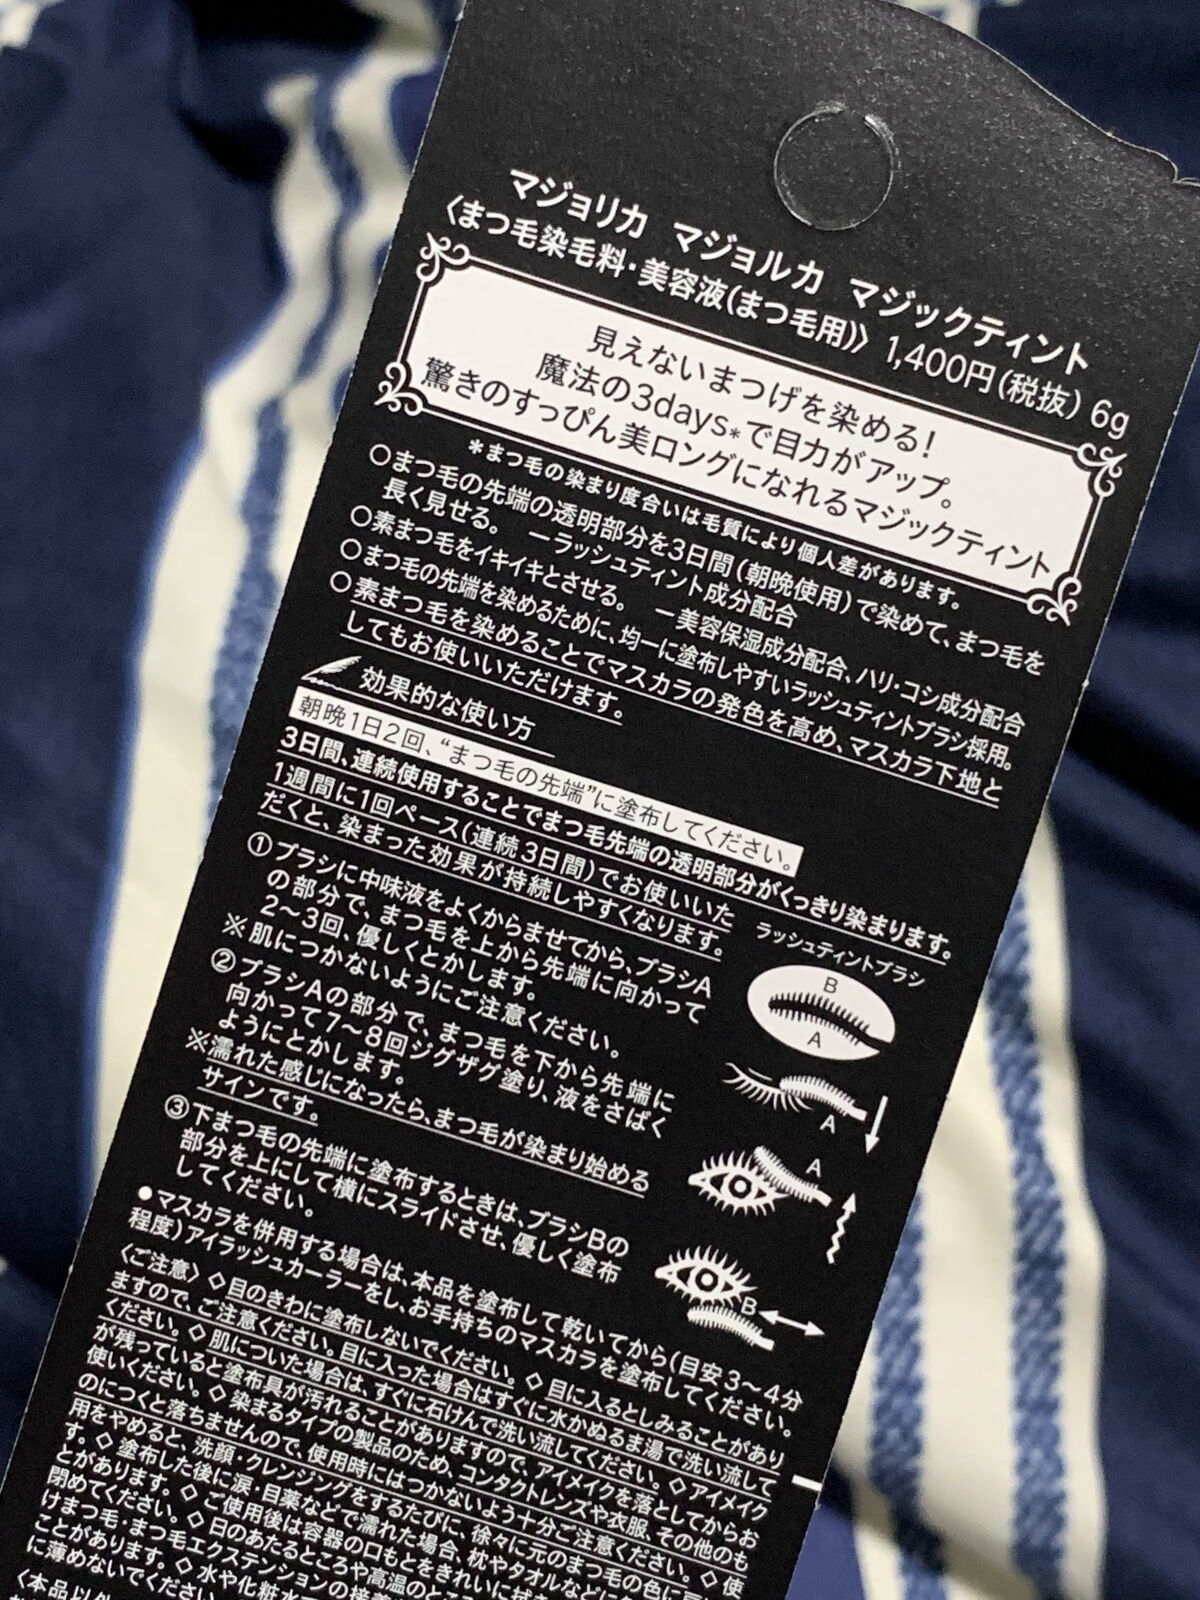 マジョリカ マジョルカ マジックティント
〈まつ毛染毛料・美容液(まつ毛用)〉 1,400円(税抜) 6g
見えないまつげを染める!
魔法の3days*で目力がアップ。
驚きのすっぴん美ロングになれるマジックティント
*まつ毛の染まり度合いは毛質により個人差があります。
○まつ毛の先端の透明部分を3日間(朝晩使用)で染めて、まつ毛を
長く見せる。 ーラッシュティント成分配合
○素まつ毛をイキイキとさせる。 ー美容保湿成分配合、ハリ・コシ成分配合
○まつ毛の先端を染めるために、均一に塗布しやすいラッシュティントブラシ採用。
○素まつ毛を染めることでマスカラの発色を高め、マスカラ下地と
してもお使いいただけます。
効果的な使い方
朝晩1日2回、“まつ毛の先端”に塗布してください。
3日間、連続使用することでまつ毛先端の透明部分がくっきり染まります。
1週間に1回ペース(連続3日間)でお使いいた
だくと、染まった効果が持続しやすくなります。
ラッシュティントブラシ
①ブラシに中味液をよくからませてから、ブラシA
の部分で、まつ毛を上から先端に向かって
2〜3回、優しくとかします。
※肌につかないようにご注意ください。
B
A
②ブラシAの部分で、まつ毛を下から先端に
向かって7〜8回ジグザグ塗り、液をさばく
ようにとかします。
※濡れた感じになったら、まつ毛が染まり始める
サインです。
A
A
③下まつ毛の先端に塗布するときは、ブラシBの
部分を上にして横にスライドさせ、優しく塗布
してください。
B
●マスカラを併用する場合は、本品を塗布して乾いてから(目安3〜4分
程度)アイラッシュカーラーをし、お手持ちのマスカラを塗布してください。
〈ご注意〉◇目のきわに塗布しないでください。◇目に入るとしみることがあり
ますので、ご注意ください。目に入った場合はすぐに水かぬるま湯で洗い流して
ください。◇肌についた場合は、すぐに石けんで洗い流してください。◇アイメイク
が残っていると塗布具が汚れることがありますので、アイメイクを落としてからお
使いください。◇染まるタイプの製品のため、コンタクトレンズや衣服、その他のも
のにつくと落ちませんので、使用時にはつかないよう十分ご注意ください。◇使
用をやめると、洗顔・クレンジングをするたびに、徐々に元のまつ毛の色に戻
す。◇塗布した後に涙・目薬などで濡れた場合、枕やタオルなどに
とがあります。◇ご使用後は容器の口もとをきれいに拭き
閉めてください。◇日のあたるところや高温のところ
けまつ毛・まつ毛エクステンションの接着
ことがあります。◇水や化粧水
に薄めないでください
〈本品以外